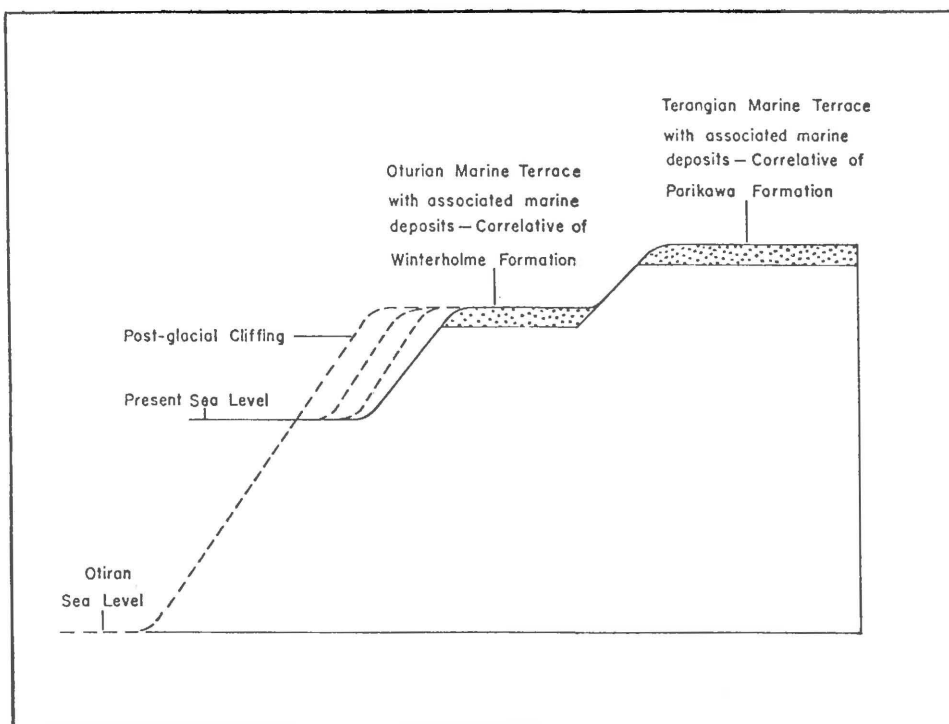 Terangian Marine Terrace
with associated marine
deposits — Correlative of
Parikawa Formation
Oturian Marine Terrace
with associated marine
deposits — Correlative of
Winterholme Formation
Post-glacial Cliffing
Present Sea Level
Otiran
Sea Level